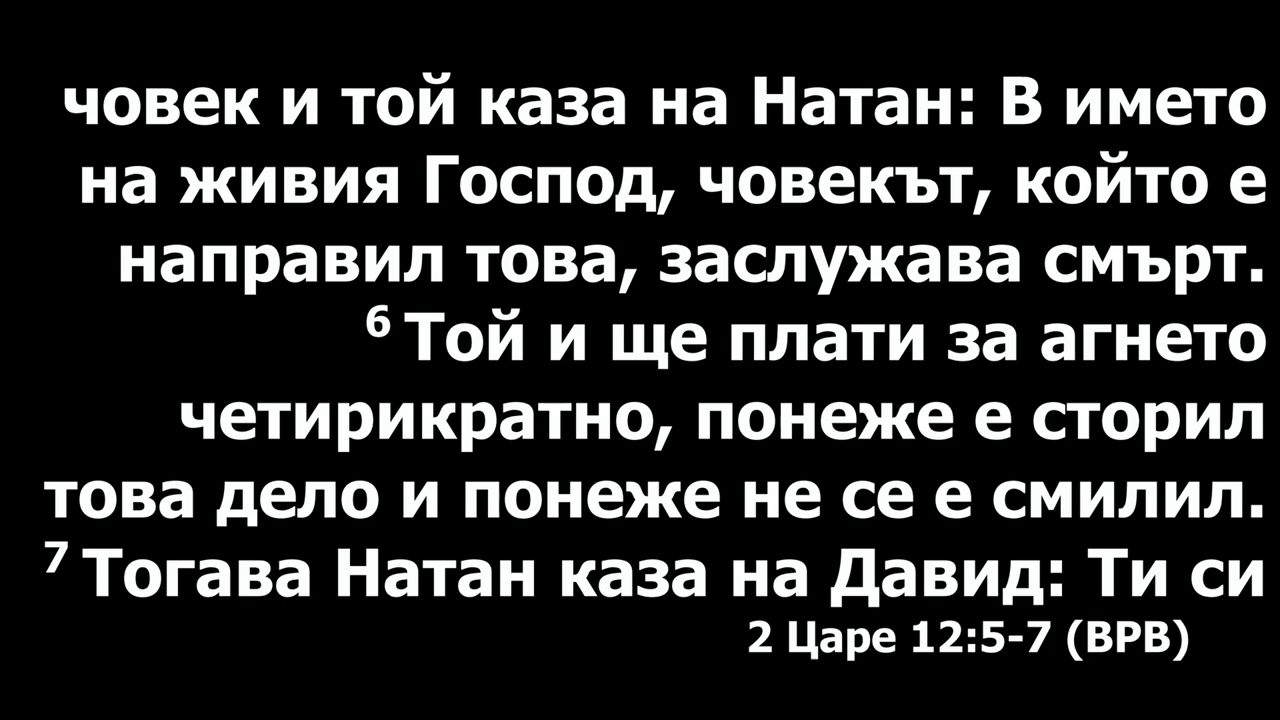 човек и той каза на Натан: В името
на живия Господ, човекът, който е
направил това, заслужава смърт.
6 Той и ще плати за агнето
четирикратно, понеже е сторил
това дело и понеже не се е смилил.
7 Тогава Натан каза на Давид: Ти си
2 Царе 12:5-7 (ВРВ)